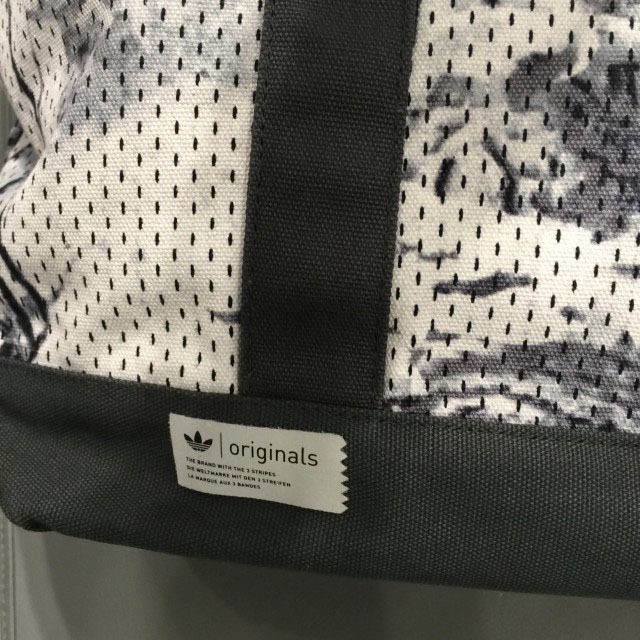 originals
THE BRAND WITH THE 3 STRIPES
DIE WELTMARKE MIT DEN 3 STREIFEN
LA MARQUE AUX 3 BANDES